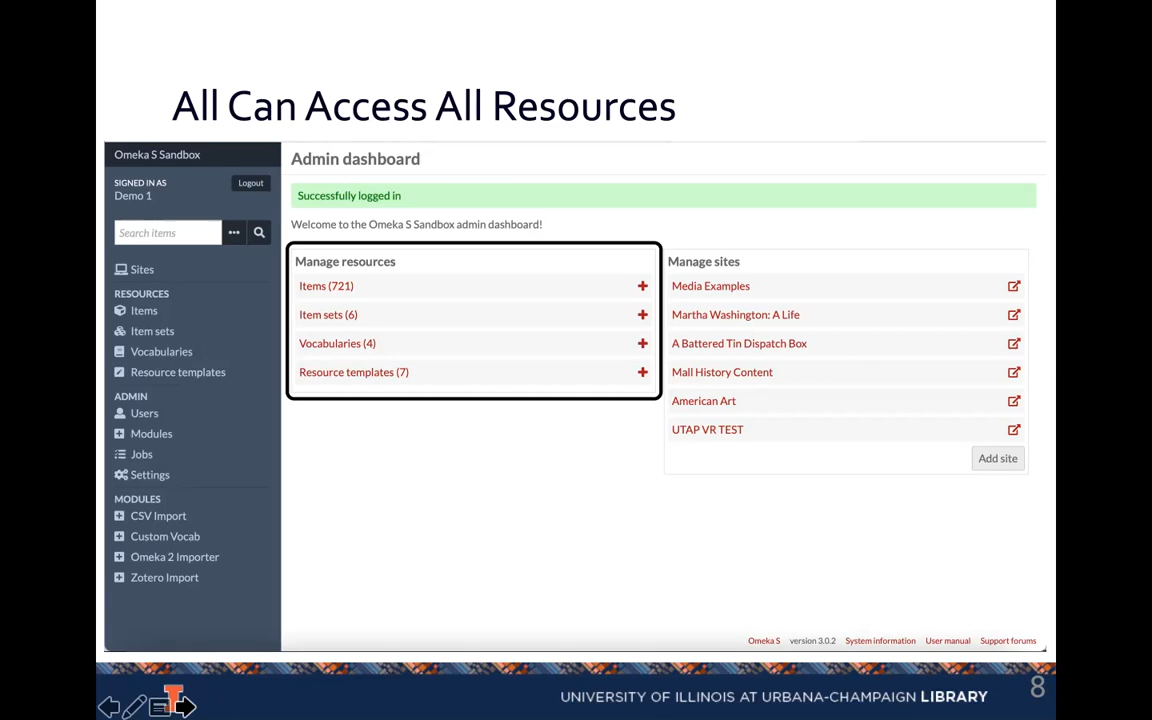 All Can Access All Resources
Omeka S Sandbox
SIGNED IN AS
Logout
Demo 1
Search items
Sites
RESOURCES
Items
Item sets
Vocabularies
Resource templates
ADMIN
Users
Modules
Jobs
Settings
MODULES
CSV Import
Custom Vocab
Omeka 2 Importer
Zotero Import
Admin dashboard
Successfully logged in
Welcome to the Omeka S Sandbox admin dashboard!
Manage resources
Items (721)
Item sets (6)
Vocabularies (4)
Resource templates (7)
Manage sites
Media Examples
Martha Washington: A Life
A Battered Tin Dispatch Box
Mall History Content
American Art
UTAP VR TEST
Add site
Omeka S version 3.0.2 System information User manual Support forums
UNIVERSITY OF ILLINOIS AT URBANA-CHAMPAIGN LIBRARY
8